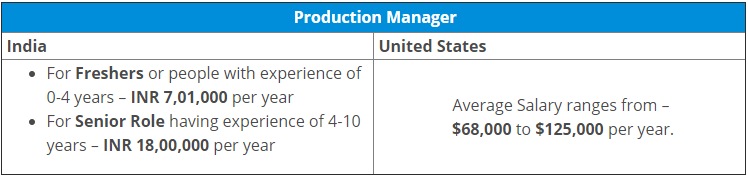 Production Manager
India
United States
• For Freshers or people with experience of
0-4 years – INR 7,01,000 per year
• For Senior Role having experience of 4-10
years – INR 18,00,000 per year
Average Salary ranges from –
$68,000 to $125,000 per year.